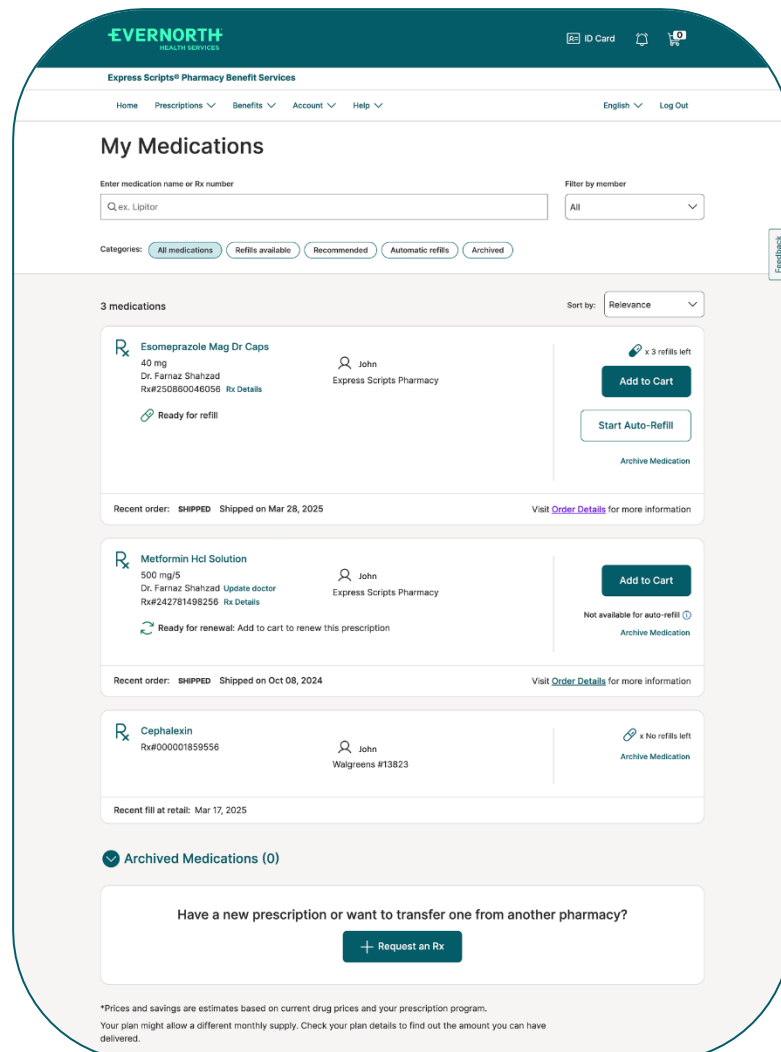 EVERNORTH
HEALTH SERVICES
ID Card
0
Express Scripts® Pharmacy Benefit Services
Home Prescriptions Benefits Account Help English Log Out
My Medications
Enter medication name or Rx number
Filter by member
ex. Lipitor
All
Categories: All medications Refills available Recommended Automatic refills Archived
Feedback
3 medications
Sort by: Relevance
Rx Esomeprazole Mag Dr Caps
40 mg
Dr. Farnaz Shahzad
Rx#250860046056 Rx Details
Ready for refill
John
Express Scripts Pharmacy
x 3 refills left
Add to Cart
Start Auto-Refill
Archive Medication
Recent order: SHIPPED Shipped on Mar 28, 2025
Visit Order Details for more information
Rx Metformin Hcl Solution
500 mg/5
Dr. Farnaz Shahzad Update doctor
Rx#242781498256 Rx Details
Ready for renewal: Add to cart to renew this prescription
John
Express Scripts Pharmacy
Add to Cart
Not available for auto-refill
Archive Medication
Recent order: SHIPPED Shipped on Oct 08, 2024
Visit Order Details for more information
Rx Cephalexin
Rx#000001859556
John
Walgreens #13823
x No refills left
Archive Medication
Recent fill at retail: Mar 17, 2025
Archived Medications (0)
Have a new prescription or want to transfer one from another pharmacy?
+ Request an Rx
*Prices and savings are estimates based on current drug prices and your prescription program.
Your plan might allow a different monthly supply. Check your plan details to find out the amount you can have
delivered.